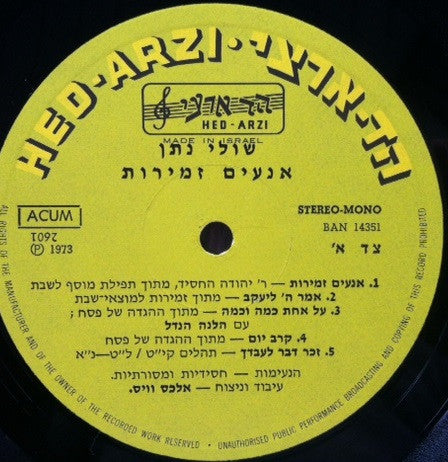 HED-ARZI · הד-ארצי
הד ארצי
HED-ARZI
MADE IN ISRAEL
שולי נתן
אנעים זמירות
ACUM
STEREO-MONO
BAN 14351
צד א'
1092
Ⓟ 1973
1. אנעים זמירות — ר' יהודה החסיד, מתוך תפילת מוסף לשבת
2. אמר ה' ליעקב — מתוך זמירות למוצאי-שבת
3. על אחת כמה וכמה — מתוך ההגדה של פסח;
עם הלנה הנדל
4. קרב יום — מתוך ההגדה של פסח
5. זכר דבר לעבדך — תהלים קי"ט / ל"ט—נ"א
הנעימות — חסידיות ומסורתיות.
עיבוד וניצוח — אלכס וויס.
ALL RIGHTS OF THE MANUFACTURER AND OF THE OWNER OF THE RECORDED WORK RESERVED · UNAUTHORISED PUBLIC PERFORMANCE BROADCASTING AND COPYING OF THIS RECORD PROHIBITED